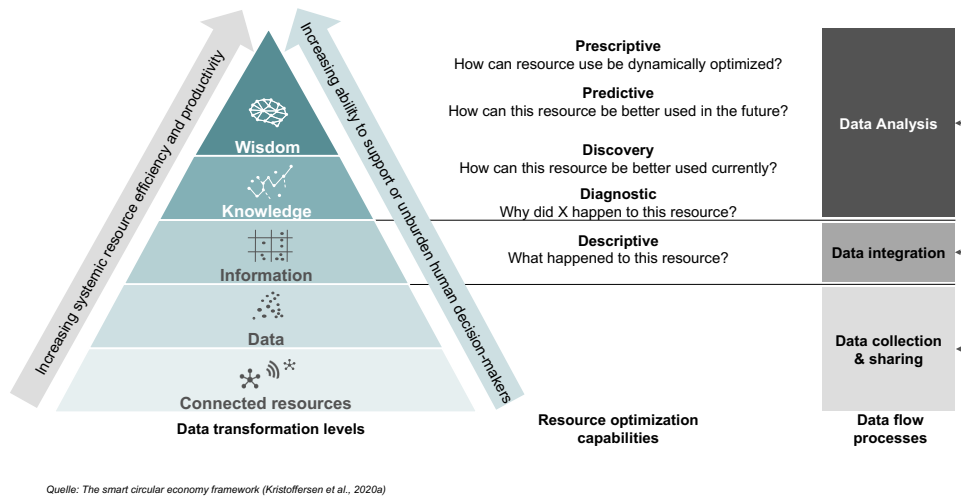 Increasing systemic resource efficiency and productivity
Increasing ability to support or unburden human decision-makers
Wisdom
Knowledge
Information
Data
Connected resources
Data transformation levels
Prescriptive
How can resource use be dynamically optimized?
Predictive
How can this resource be better used in the future?
Discovery
How can this resource be better used currently?
Diagnostic
Why did X happen to this resource?
Descriptive
What happened to this resource?
Resource optimization
capabilities
Data Analysis
Data integration
Data collection
& sharing
Data flow
processes
Quelle: The smart circular economy framework (Kristoffersen et al., 2020a)